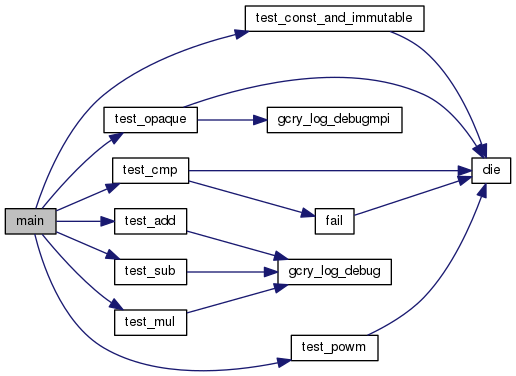 test_const_and_immutable
test_opaque
gcry_log_debugmpi
test_cmp
die
main
test_add
fail
test_sub
gcry_log_debug
test_mul
test_powm